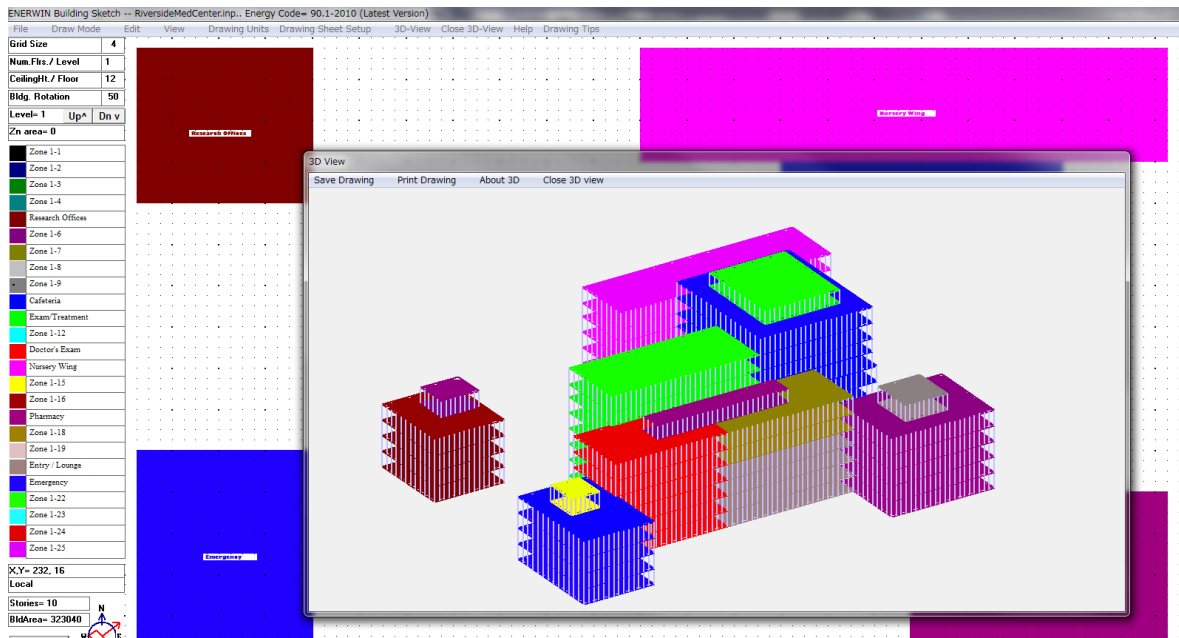 ENERWIN Building Sketch -- RiversideMedCenter.inp.. Energy Code= 90.1-2010 (Latest Version)
File Draw Mode Edit View Drawing Units Drawing Sheet Setup 3D-View Close 3D-View Help Drawing Tips
Grid Size 4
Num.Flrs./ Level 1
CeilingHt./ Floor 12
Bldg. Rotation 50
Level= 1 Up^ Dn v
Zn area= 0
Zone 1-1
Zone 1-2
Zone 1-3
Zone 1-4
Research Offices
Zone 1-6
Zone 1-7
Zone 1-8
Zone 1-9
Cafeteria
Exam/Treatment
Zone 1-12
Doctor's Exam
Nursery Wing
Zone 1-15
Zone 1-16
Pharmacy
Zone 1-18
Zone 1-19
Entry / Lounge
Emergency
Zone 1-22
Zone 1-23
Zone 1-24
Zone 1-25
X,Y= 232, 16
Local
Stories= 10
BldArea= 323040
N
Research Offices
Nursery Wing
3D View
Save Drawing Print Drawing About 3D Close 3D view
Emergency